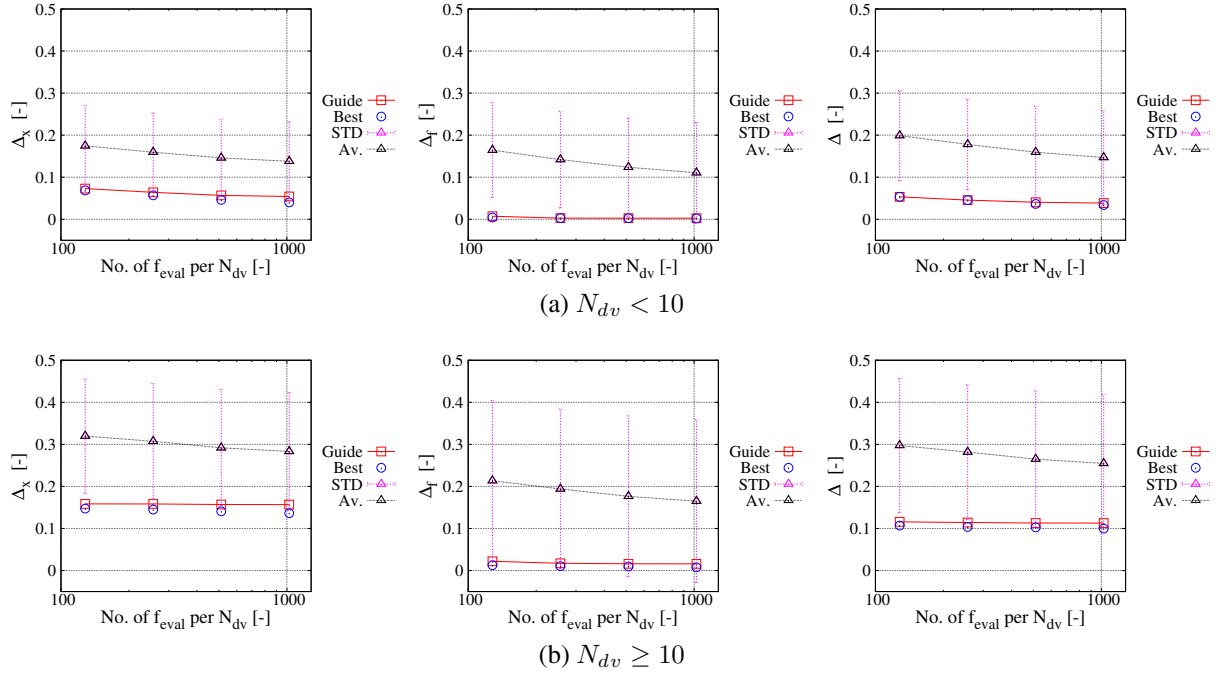 0.5
0.4
0.3
0.2
0.1
0
Δx [-]
100
1000
No. of feval per Ndv [-]
Guide
Best
STD
Av.
0.5
0.4
0.3
0.2
0.1
0
Δf [-]
100
1000
No. of feval per Ndv [-]
Guide
Best
STD
Av.
0.5
0.4
0.3
0.2
0.1
0
Δ [-]
100
1000
No. of feval per Ndv [-]
Guide
Best
STD
Av.
(a) Ndv < 10
0.5
0.4
0.3
0.2
0.1
0
Δx [-]
100
1000
No. of feval per Ndv [-]
Guide
Best
STD
Av.
0.5
0.4
0.3
0.2
0.1
0
Δf [-]
100
1000
No. of feval per Ndv [-]
Guide
Best
STD
Av.
0.5
0.4
0.3
0.2
0.1
0
Δ [-]
100
1000
No. of feval per Ndv [-]
Guide
Best
STD
Av.
(b) Ndv ≥ 10